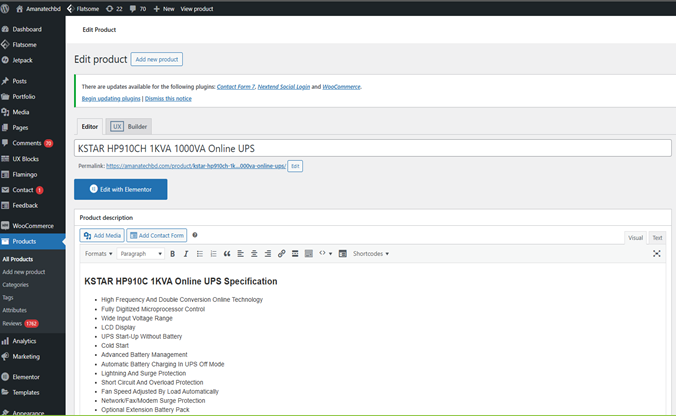 Amanatechbd Flatsome 22 70 New View product
Dashboard
Flatsome
Jetpack
Posts
Portfolio
Media
Pages
Comments 70
UX Blocks
Flamingo
Contact 1
Feedback
WooCommerce
Products
All Products
Add new product
Categories
Tags
Attributes
Reviews 1762
Analytics
Marketing
Elementor
Templates
Appearance
Edit Product
Edit product Add new product
There are updates available for the following plugins: Contact Form 7, Nextend Social Login and WooCommerce.
Begin updating plugins | Dismiss this notice
Editor UX Builder
KSTAR HP910CH 1KVA 1000VA Online UPS
Permalink: https://amanatechbd.com/product/kstar-hp910ch-1k...000va-online-ups/ Edit
Edit with Elementor
Product description
Add Media Add Contact Form Visual Text
Formats Paragraph B I Shortcodes
KSTAR HP910C 1KVA Online UPS Specification
High Frequency And Double Conversion Online Technology
Fully Digitized Microprocessor Control
Wide Input Voltage Range
LCD Display
UPS Start-Up Without Battery
Cold Start
Advanced Battery Management
Automatic Battery Charging In UPS Off Mode
Lightning And Surge Protection
Short Circuit And Overload Protection
Fan Speed Adjusted By Load Automatically
Network/Fax/Modem Surge Protection
Optional Extension Battery Pack